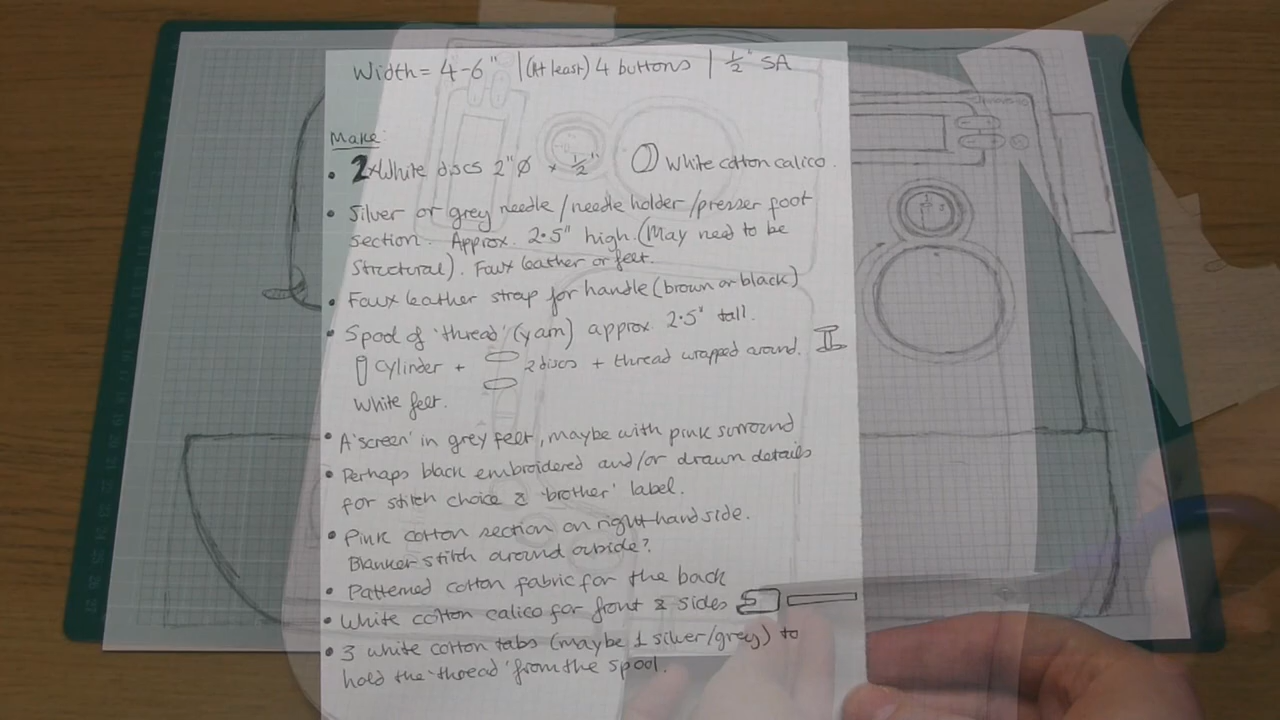 Width = 4-6" | (At least) 4 buttons | ½" SA
Make:
• 2xWhite discs 2"Ø x ½" White cotton calico.
• Silver or grey needle/needle holder/presser foot
section. Approx. 2.5" high. (May need to be
structural). Faux leather or felt.
• Faux leather strap for handle (brown or black)
• Spool of 'thread' (yarn) approx. 2.5" tall.
Cylinder + 2 discs + thread wrapped around.
White felt.
• A 'screen' in grey felt, maybe with pink surround
• Perhaps black embroidered and/or drawn details
for stitch choice & 'brother' label.
• Pink cotton section on right hand side.
Blanket stitch around outside?
• Patterned cotton fabric for the back
• White cotton calico for front & sides
• 3 white cotton tabs (maybe 1 silver/grey) to
hold the 'thread' from the spool.